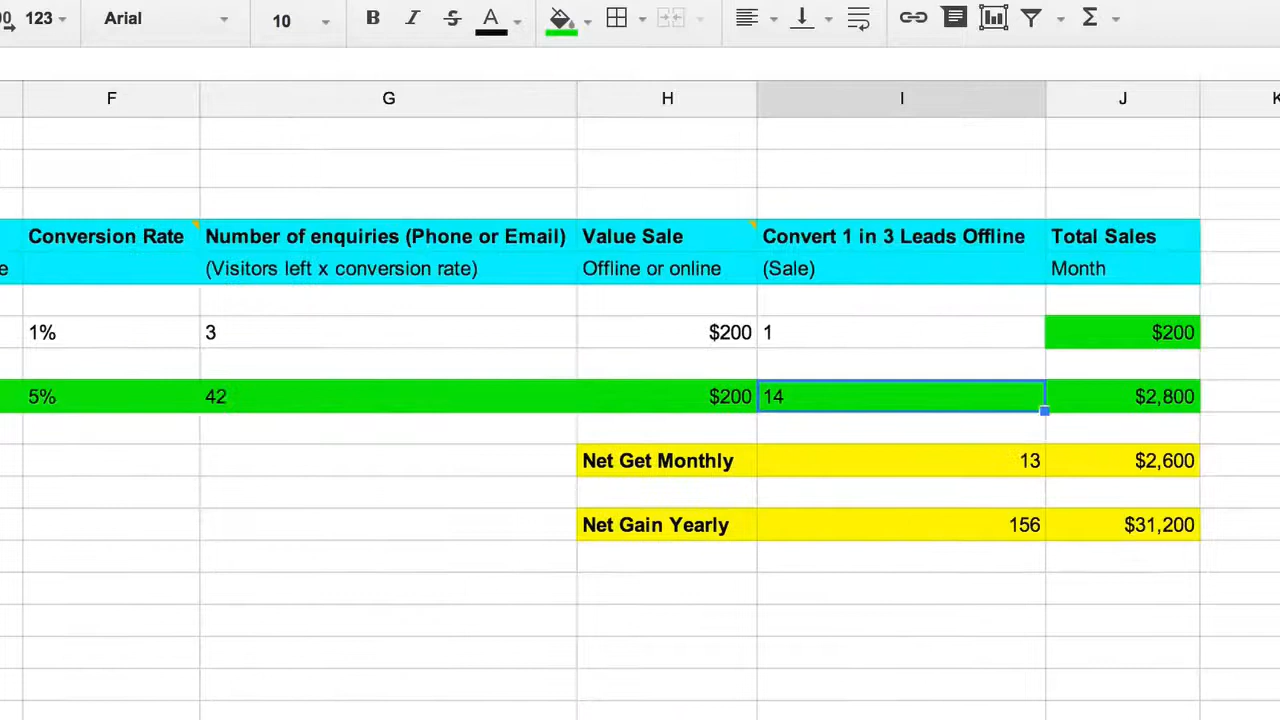 123 Arial 10 B I S A Σ
F G H I J
Conversion Rate Number of enquiries (Phone or Email) Value Sale Convert 1 in 3 Leads Offline Total Sales
e (Visitors left x conversion rate) Offline or online (Sale) Month
1% 3 $200 1 $200
5% 42 $200 14 $2,800
Net Get Monthly 13 $2,600
Net Gain Yearly 156 $31,200